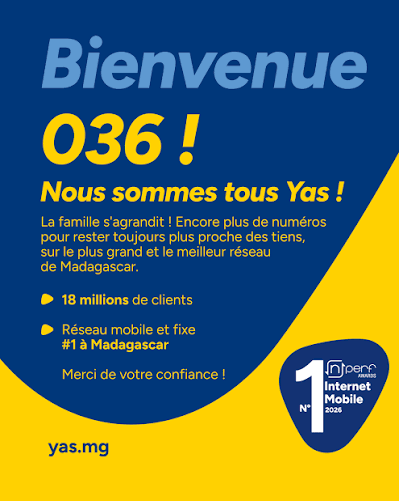 Bienvenue
036 !
Nous sommes tous Yas !
La famille s'agrandit ! Encore plus de numéros
pour rester toujours plus proche des tiens,
sur le plus grand et le meilleur réseau
de Madagascar.
18 millions de clients
Réseau mobile et fixe
#1 à Madagascar
Merci de votre confiance !
nperf
AWARDS
N°1 Internet
Mobile
2026
yas.mg